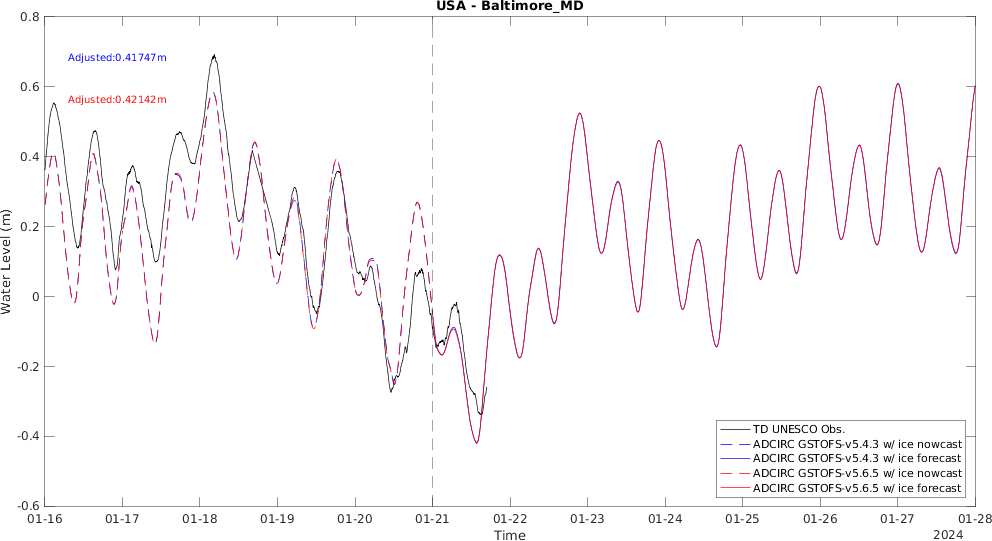 USA - Baltimore_MD
0.8
0.6
0.4
0.2
0
-0.2
-0.4
-0.6
Water Level (m)
Adjusted:0.41747m
Adjusted:0.42142m
TD UNESCO Obs.
ADCIRC GSTOFS-v5.4.3 w/ ice nowcast
ADCIRC GSTOFS-v5.4.3 w/ ice forecast
ADCIRC GSTOFS-v5.6.5 w/ ice nowcast
ADCIRC GSTOFS-v5.6.5 w/ ice forecast
01-16 01-17 01-18 01-19 01-20 01-21 01-22 01-23 01-24 01-25 01-26 01-27 01-28
Time
2024